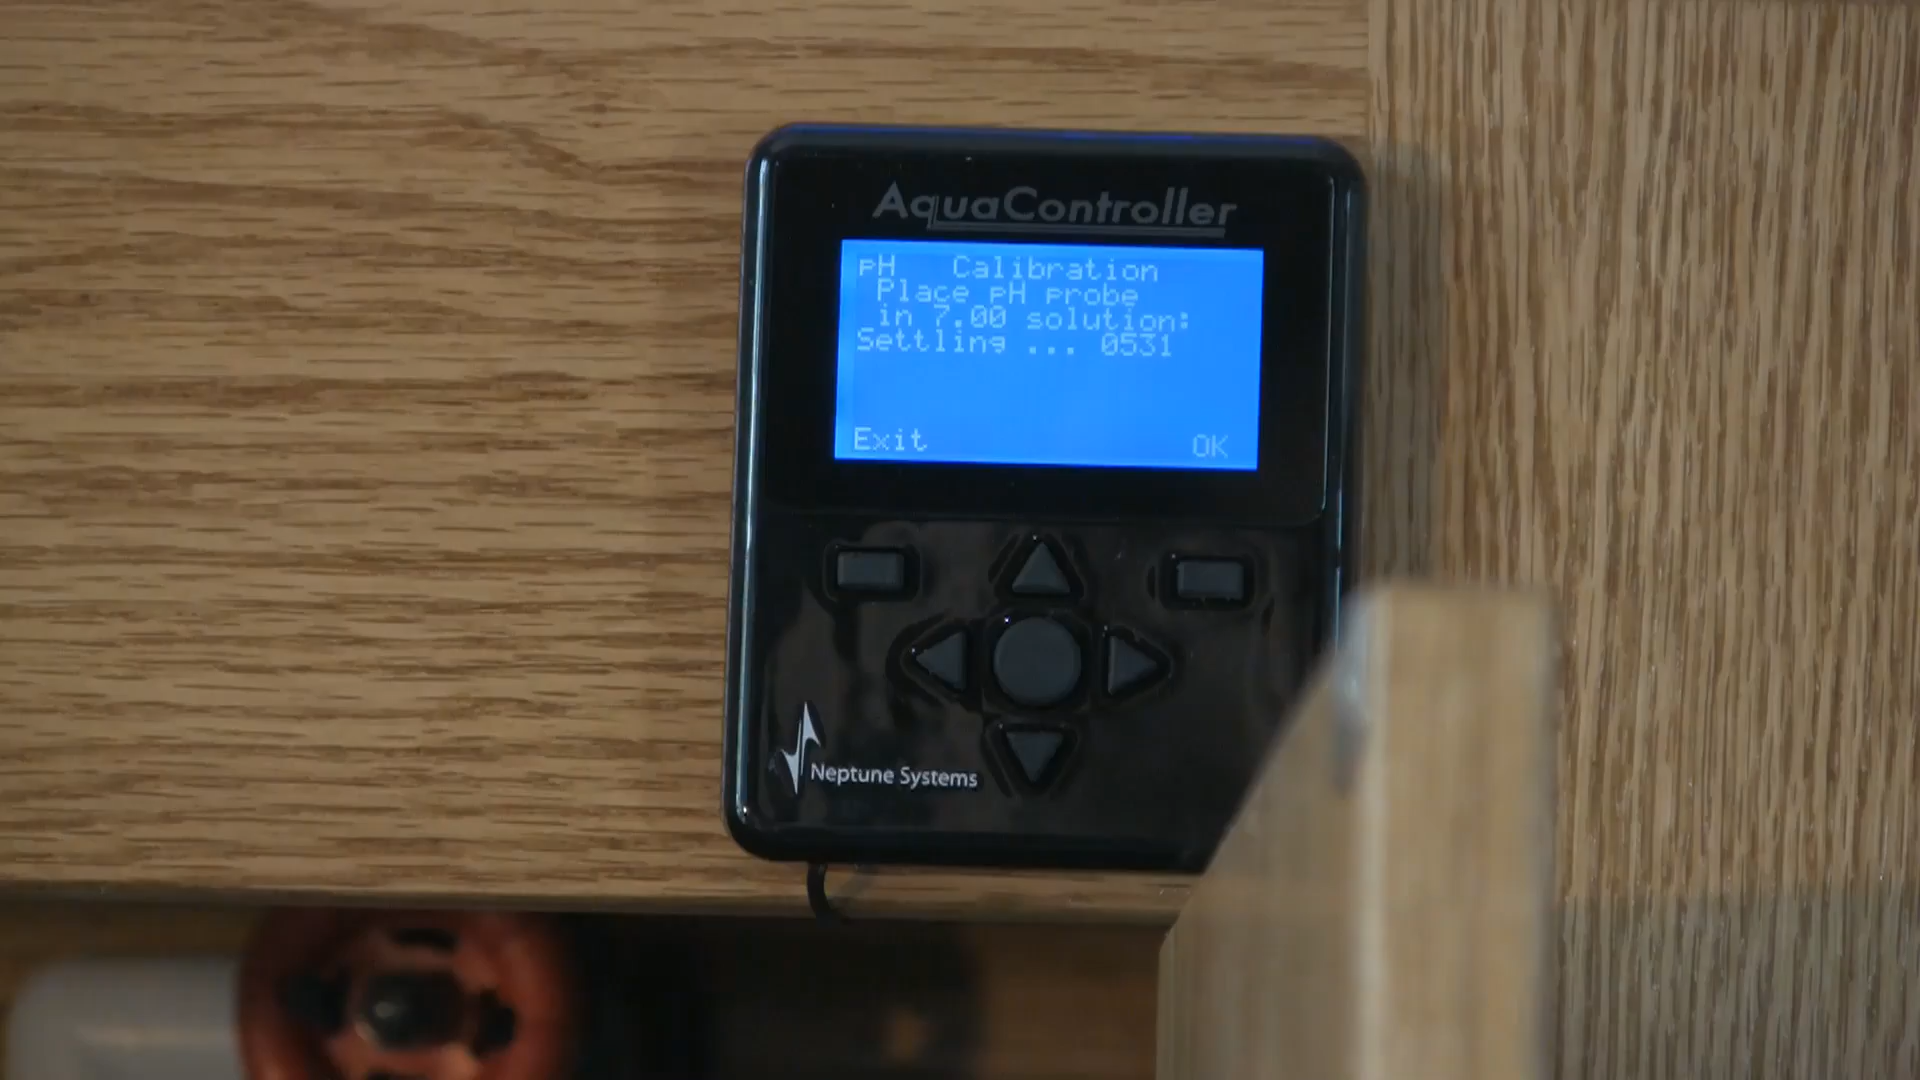 AquaController
pH Calibration
Place pH probe
in 7.00 solution:
Settling ... 0531
Exit OK
Neptune Systems